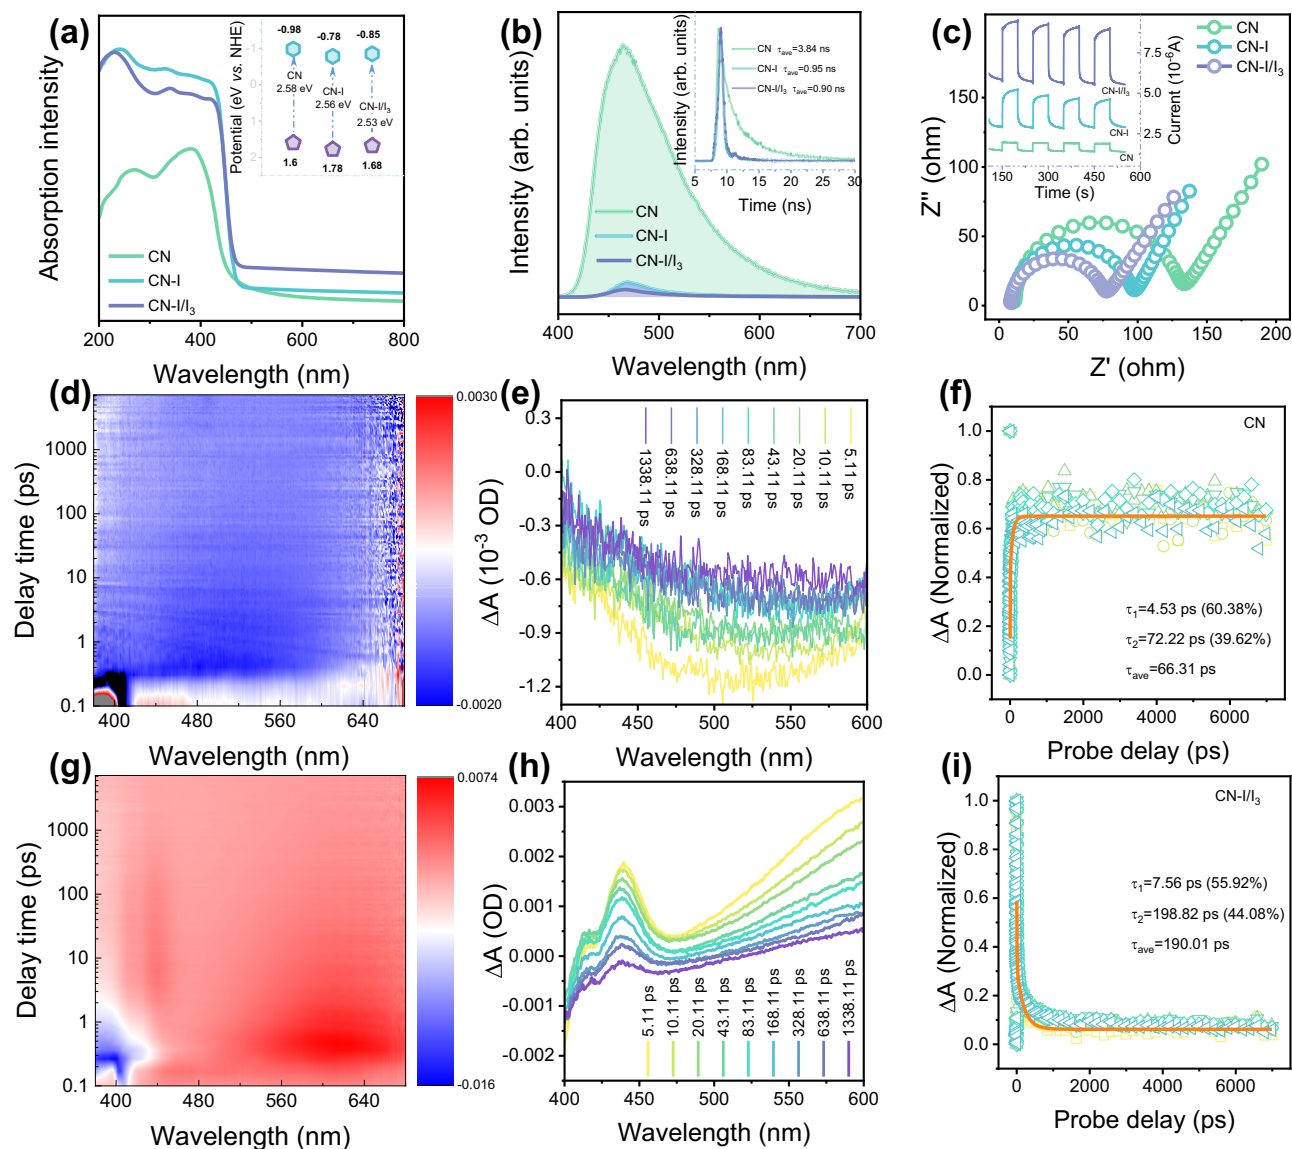 (a)
Absorption intensity
Potential (eV vs. NHE)
-1
0
1
2
-0.98
-0.78
-0.85
CN
2.58 eV
CN-I
2.56 eV
CN-I/I3
2.53 eV
1.6
1.78
1.68
CN
CN-I
CN-I/I3
200 400 600 800
Wavelength (nm)
(b)
Intensity (arb. units)
Intensity (arb. units)
CN τave=3.84 ns
CN-I τave=0.95 ns
CN-I/I3 τave=0.90 ns
5 10 15 20 25 30
Time (ns)
CN
CN-I
CN-I/I3
400 500 600 700
Wavelength (nm)
(c)
Z'' (ohm)
150
100
50
0
CN
CN-I
CN-I/I3
CN-I/I3
CN-I
CN
7.5
5.0
2.5
Current (10-6A)
150 300 450 600
Time (s)
0 50 100 150 200
Z' (ohm)
(d)
Delay time (ps)
1000
100
10
1
0.1
400 480 560 640
Wavelength (nm)
0.0030
-0.0020
(e)
ΔA (10-3 OD)
0.3
0.0
-0.3
-0.6
-0.9
-1.2
1338.11 ps
638.11 ps
328.11 ps
168.11 ps
83.11 ps
43.11 ps
20.11 ps
10.11 ps
5.11 ps
400 450 500 550 600
Wavelength (nm)
(f)
ΔA (Normalized)
1.0
0.8
0.6
0.4
0.2
0.0
CN
τ1=4.53 ps (60.38%)
τ2=72.22 ps (39.62%)
τave=66.31 ps
0 2000 4000 6000
Probe delay (ps)
(g)
Delay time (ps)
1000
100
10
1
0.1
400 480 560 640
Wavelength (nm)
0.0074
-0.016
(h)
ΔA (OD)
0.003
0.002
0.001
0.000
-0.001
-0.002
5.11 ps
10.11 ps
20.11 ps
43.11 ps
83.11 ps
168.11 ps
328.11 ps
638.11 ps
1338.11 ps
400 450 500 550 600
Wavelength (nm)
(i)
ΔA (Normalized)
1.0
0.8
0.6
0.4
0.2
0.0
CN-I/I3
τ1=7.56 ps (55.92%)
τ2=198.82 ps (44.08%)
τave=190.01 ps
0 2000 4000 6000
Probe delay (ps)